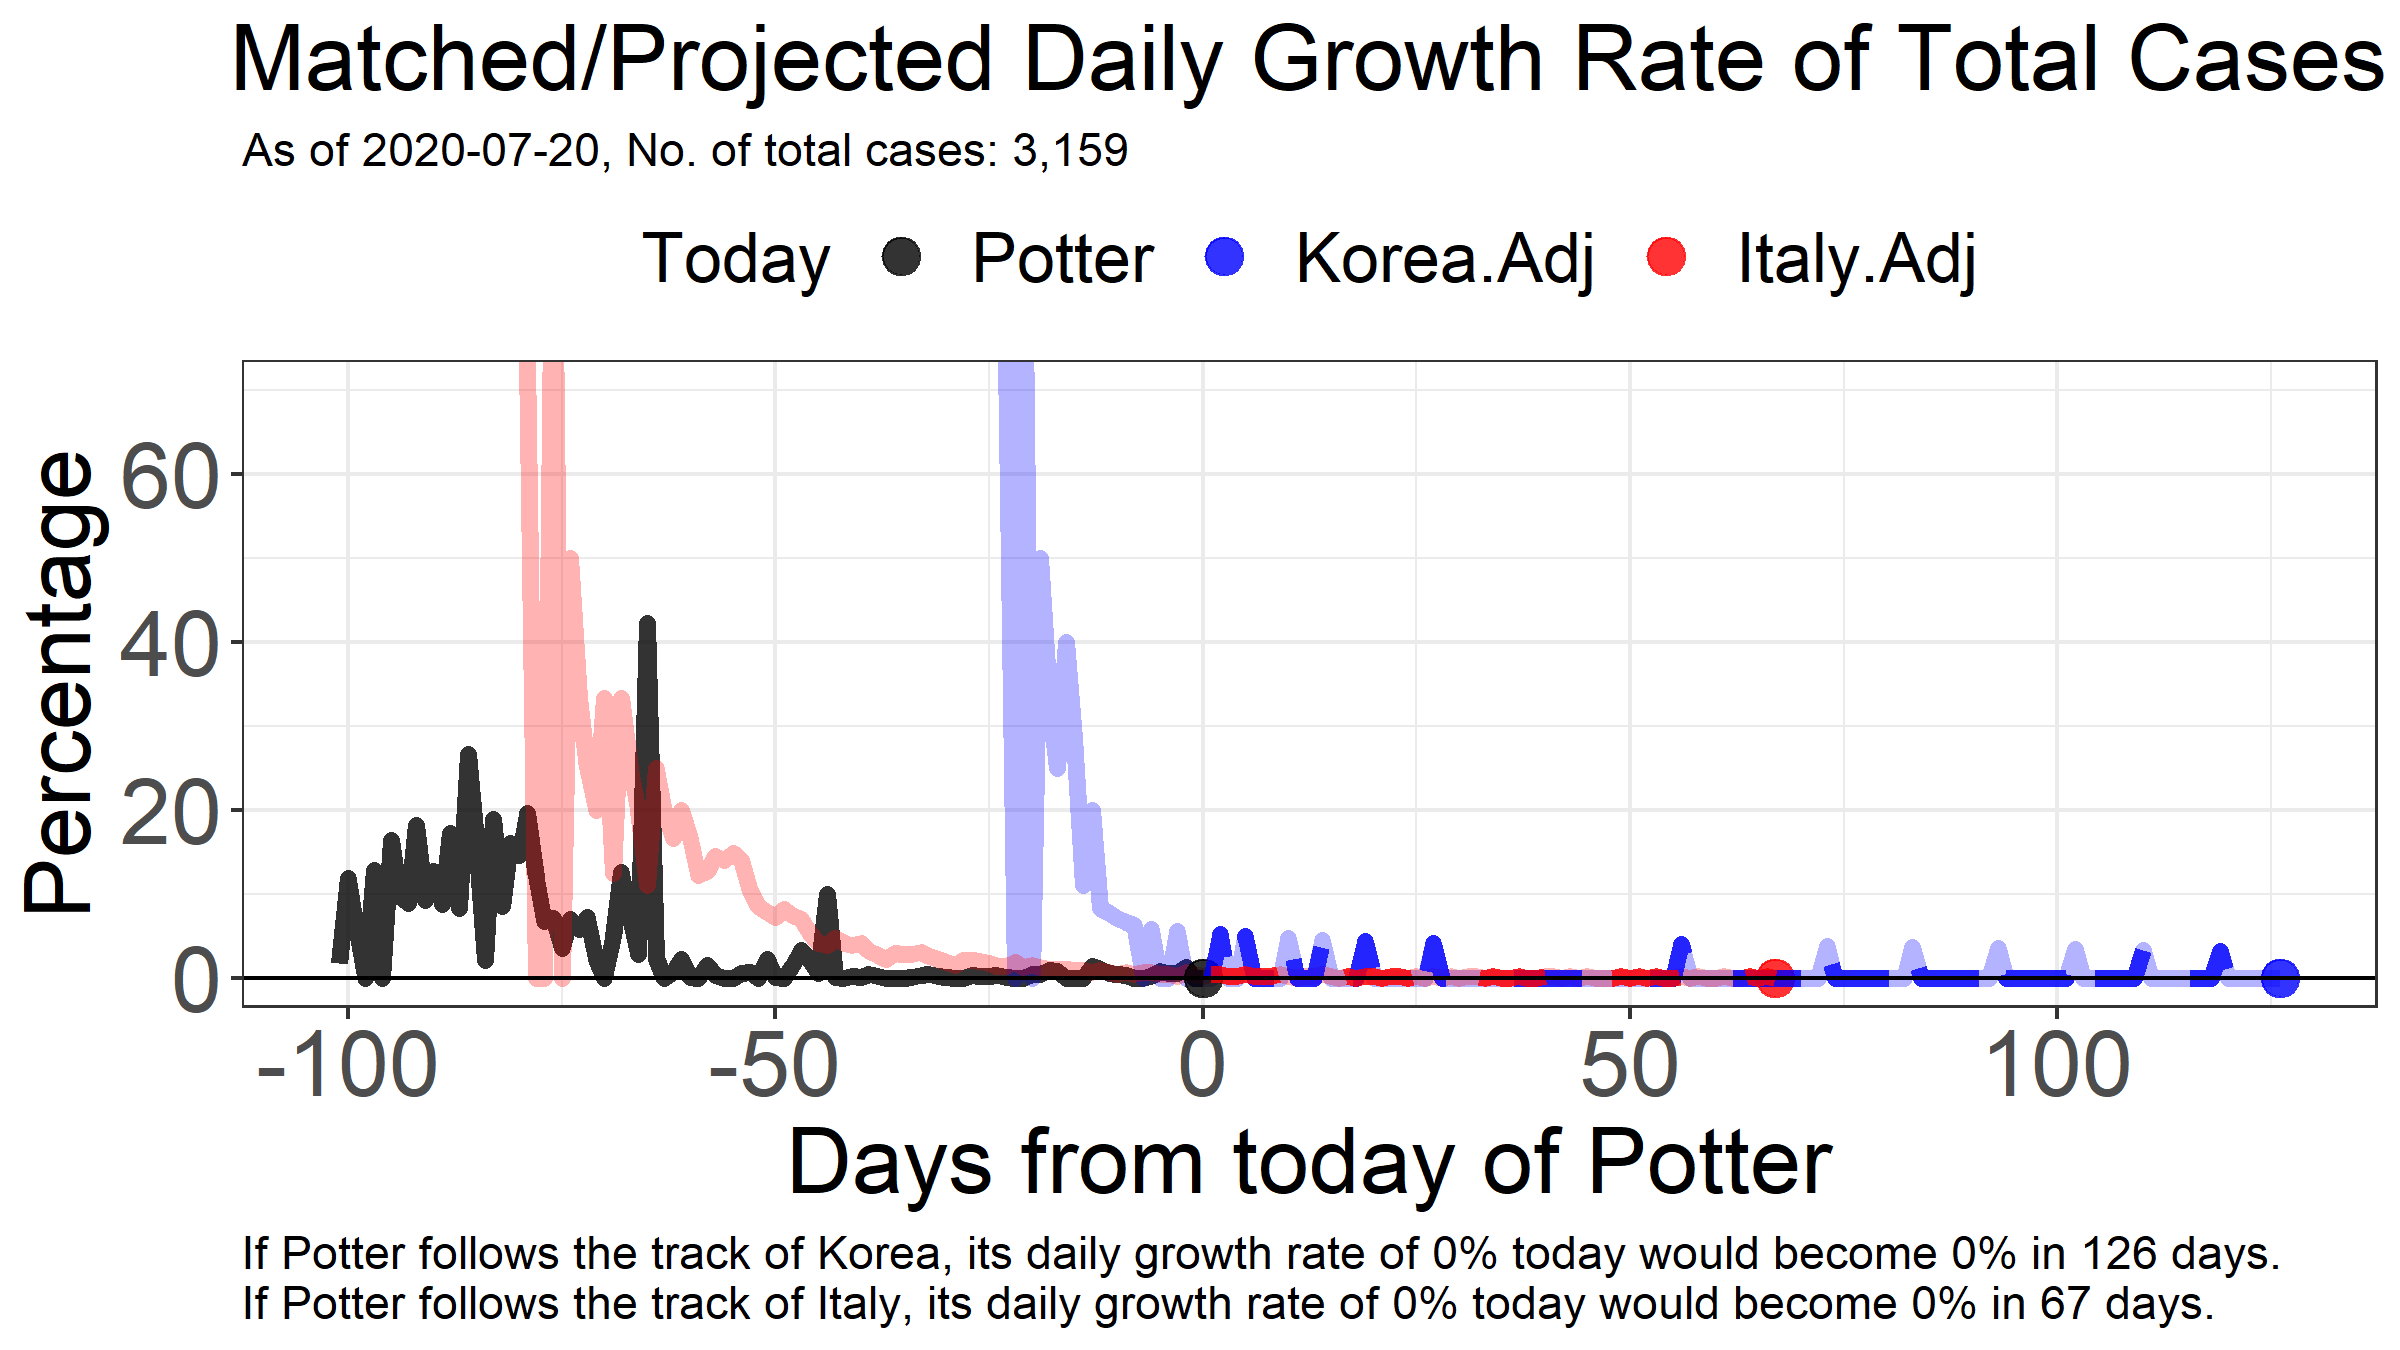 Matched/Projected Daily Growth Rate of Total Cases
As of 2020-07-20, No. of total cases: 3,159
Today Potter Korea.Adj Italy.Adj
Percentage
60
40
20
0
-100 -50 0 50 100
Days from today of Potter
If Potter follows the track of Korea, its daily growth rate of 0% today would become 0% in 126 days.
If Potter follows the track of Italy, its daily growth rate of 0% today would become 0% in 67 days.